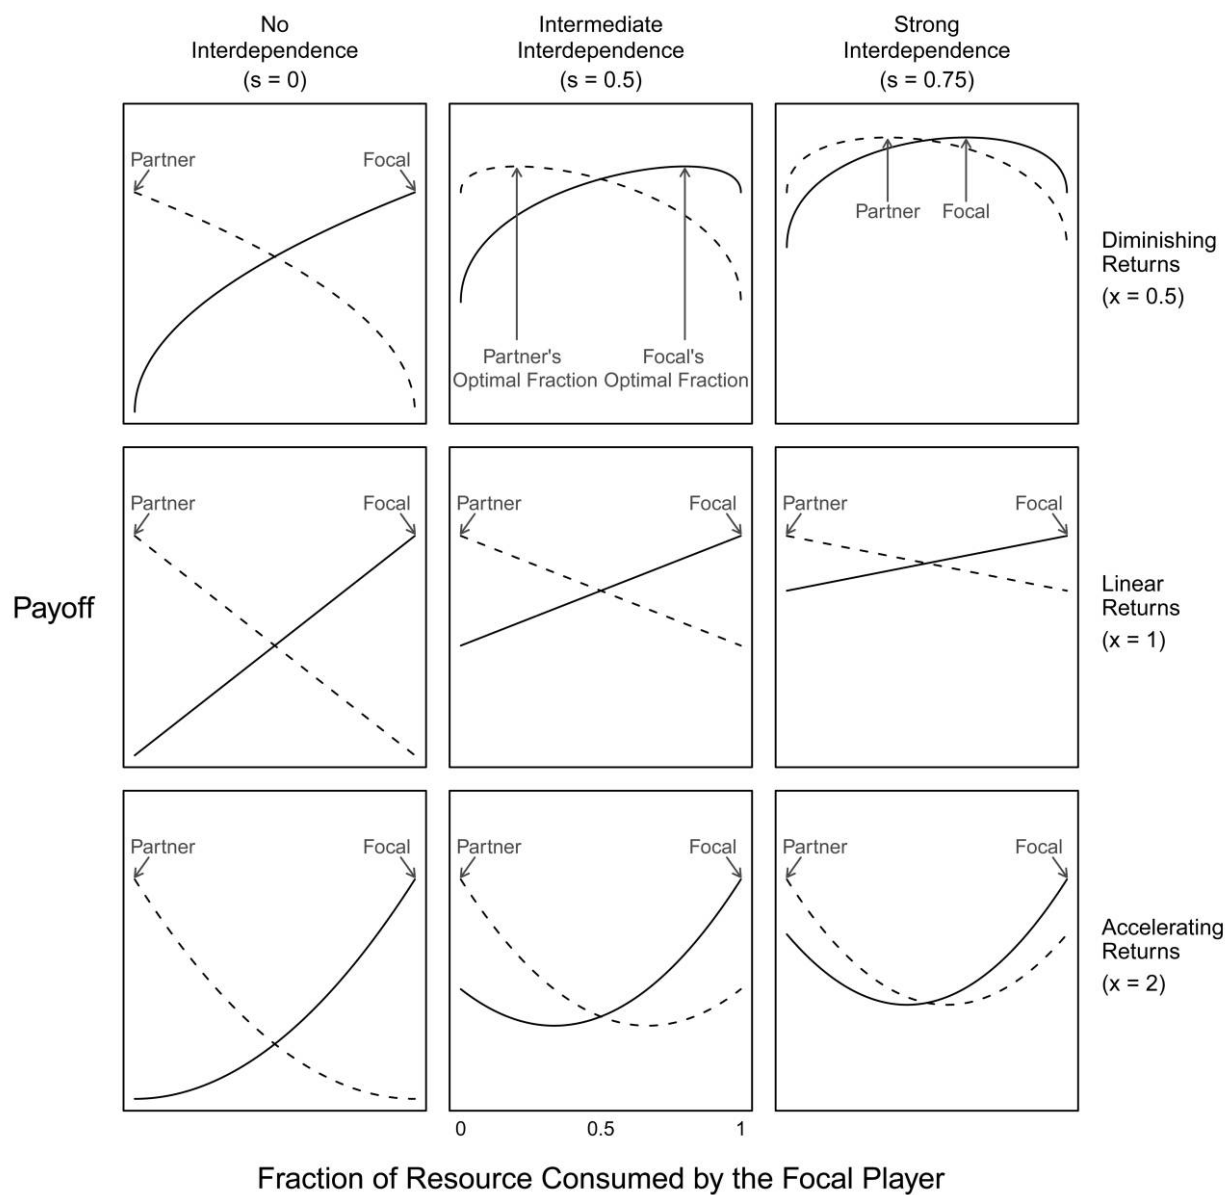 No
Interdependence
(s = 0)
Intermediate
Interdependence
(s = 0.5)
Strong
Interdependence
(s = 0.75)
Partner
Focal
Partner's
Optimal Fraction
Focal's
Optimal Fraction
Partner
Focal
Diminishing
Returns
(x = 0.5)
Payoff
Partner
Focal
Partner
Focal
Partner
Focal
Linear
Returns
(x = 1)
Partner
Focal
Partner
Focal
Partner
Focal
Accelerating
Returns
(x = 2)
0
0.5
1
Fraction of Resource Consumed by the Focal Player